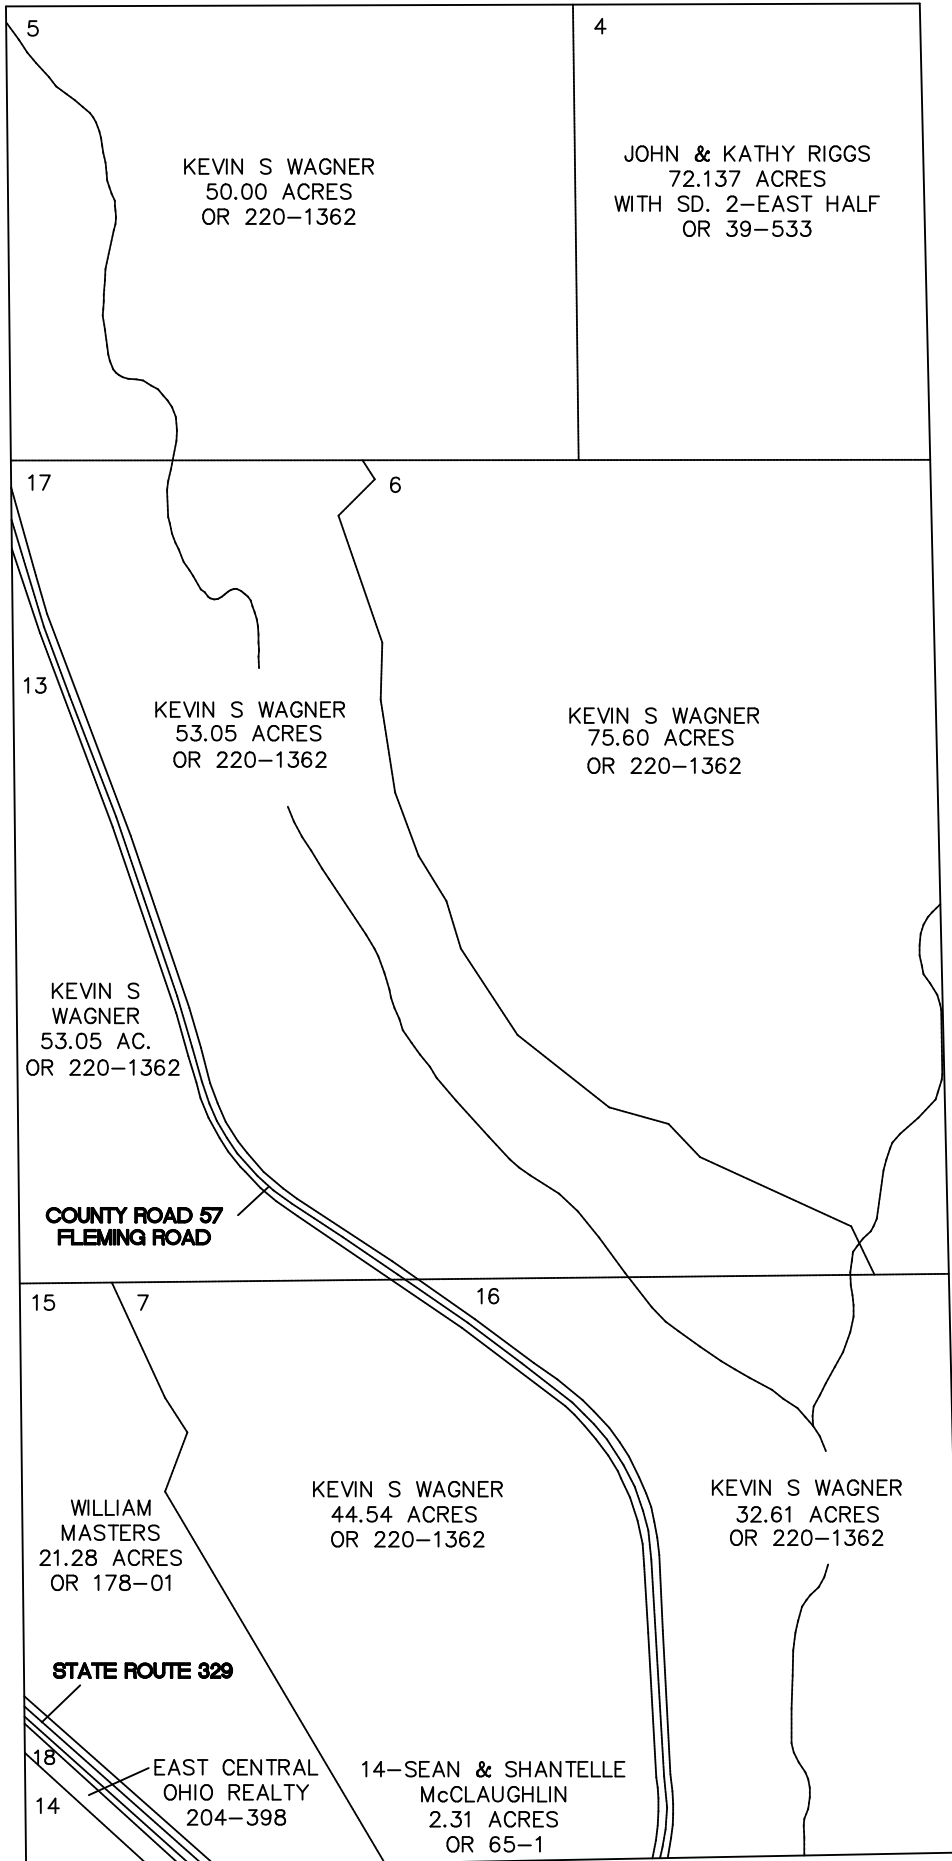 5
4
KEVIN S WAGNER
50.00 ACRES
OR 220-1362
JOHN & KATHY RIGGS
72.137 ACRES
WITH SD. 2-EAST HALF
OR 39-533
17
6
13
KEVIN S WAGNER
53.05 ACRES
OR 220-1362
KEVIN S WAGNER
75.60 ACRES
OR 220-1362
KEVIN S
WAGNER
53.05 AC.
OR 220-1362
COUNTY ROAD 57
FLEMING ROAD
15
7
16
WILLIAM
MASTERS
21.28 ACRES
OR 178-01
KEVIN S WAGNER
44.54 ACRES
OR 220-1362
KEVIN S WAGNER
32.61 ACRES
OR 220-1362
STATE ROUTE 329
18
14
EAST CENTRAL
OHIO REALTY
204-398
14-SEAN & SHANTELLE
McCLAUGHLIN
2.31 ACRES
OR 65-1